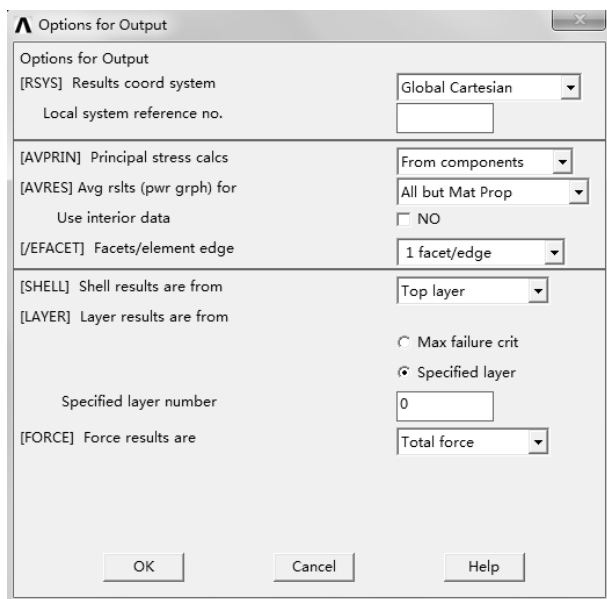 Options for Output
Options for Output
[RSYS] Results coord system Global Cartesian
Local system reference no.
[AVPRIN] Principal stress calcs From components
[AVRES] Avg rslts (pwr grph) for All but Mat Prop
Use interior data NO
[/EFACET] Facets/element edge 1 facet/edge
[SHELL] Shell results are from Top layer
[LAYER] Layer results are from
Max failure crit
Specified layer
Specified layer number 0
[FORCE] Force results are Total force
OK Cancel Help